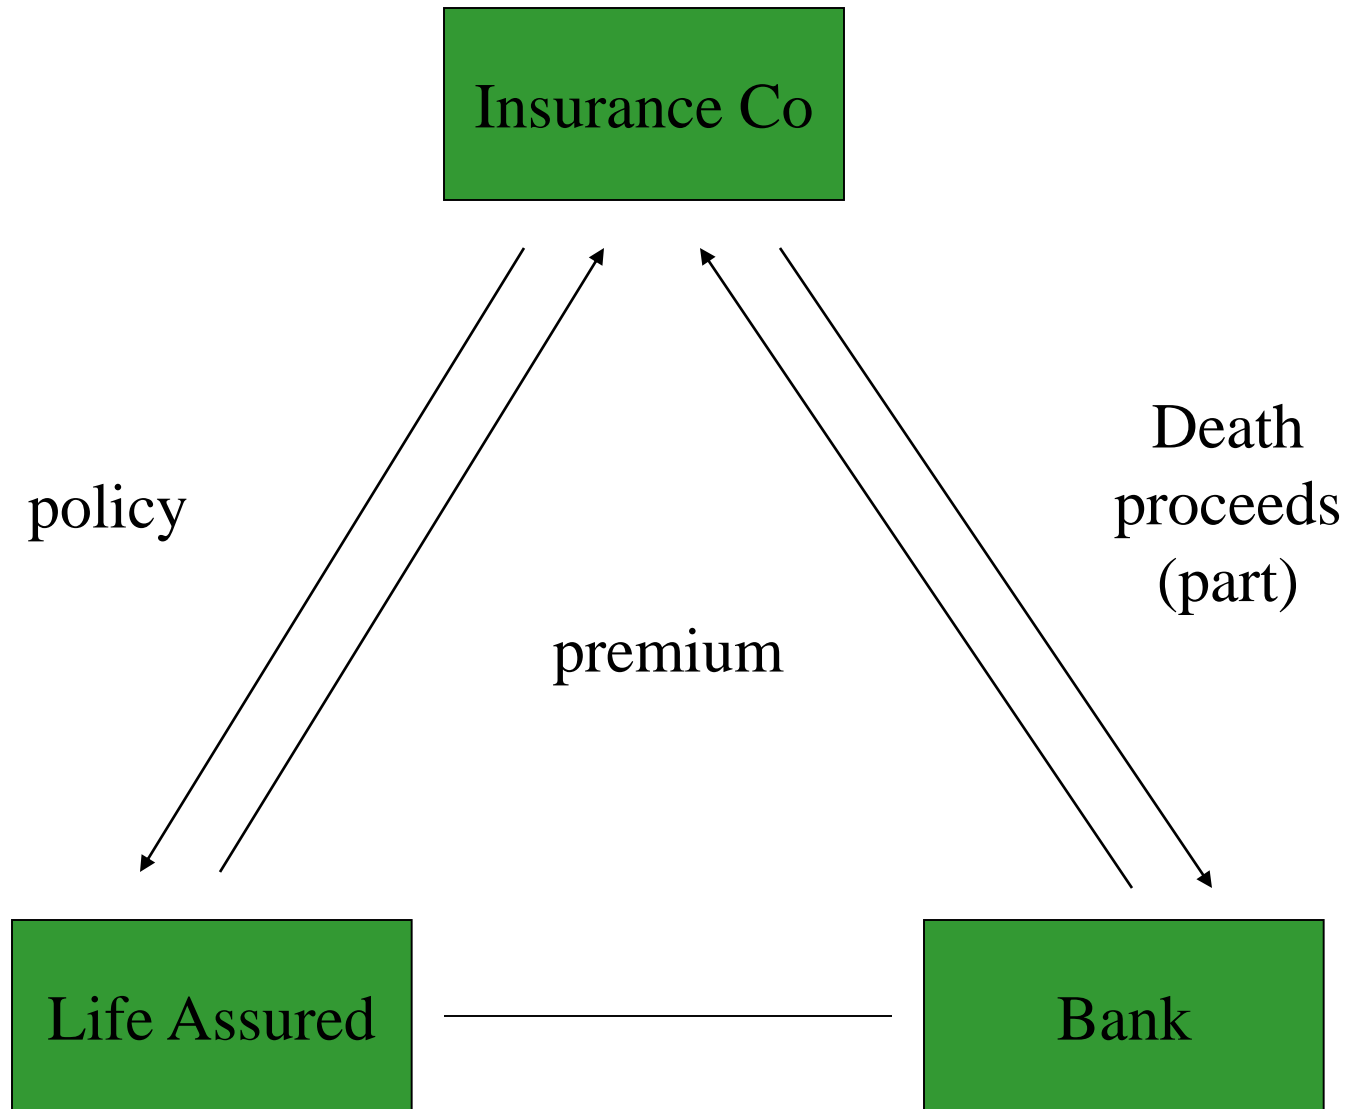 Insurance Co
policy
Death
proceeds
(part)
premium
Life Assured
Bank